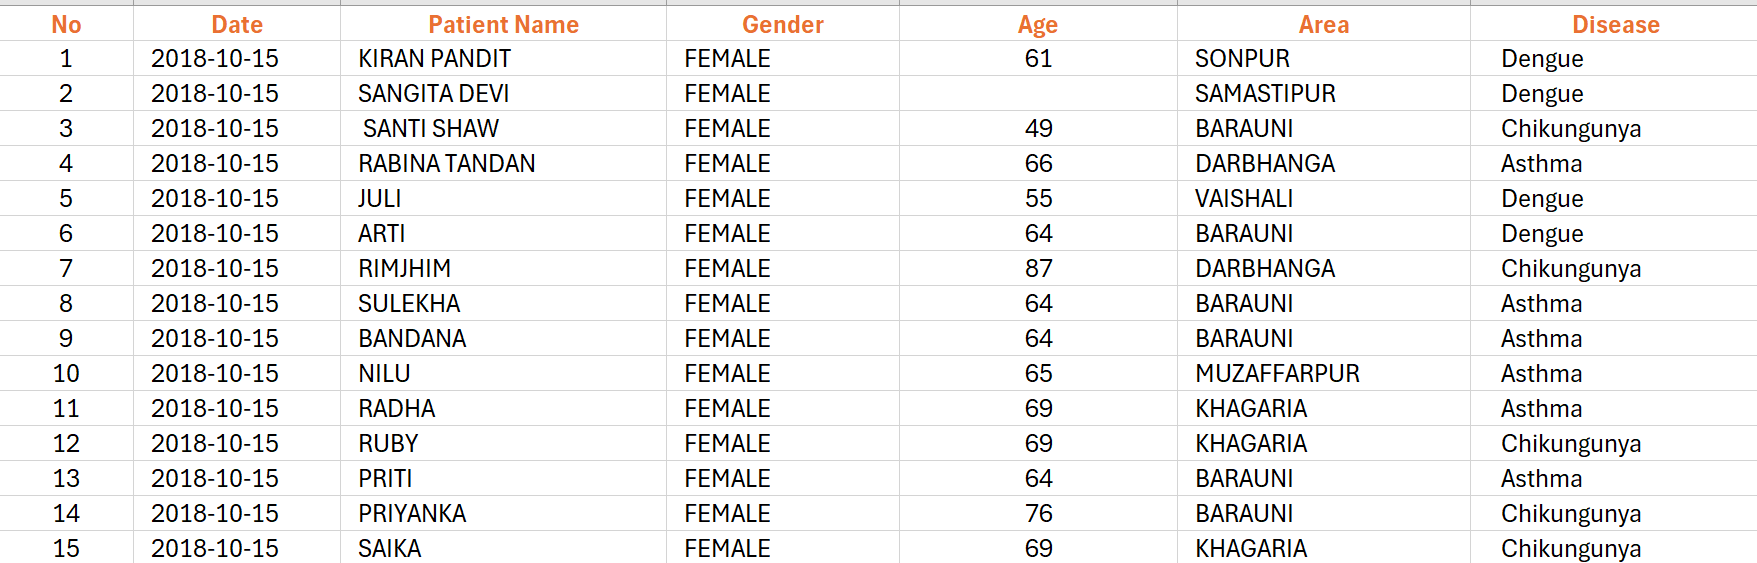 No Date Patient Name Gender Age Area Disease
1 2018-10-15 KIRAN PANDIT FEMALE 61 SONPUR Dengue
2 2018-10-15 SANGITA DEVI FEMALE SAMASTIPUR Dengue
3 2018-10-15 SANTI SHAW FEMALE 49 BARAUNI Chikungunya
4 2018-10-15 RABINA TANDAN FEMALE 66 DARBHANGA Asthma
5 2018-10-15 JULI FEMALE 55 VAISHALI Dengue
6 2018-10-15 ARTI FEMALE 64 BARAUNI Dengue
7 2018-10-15 RIMJHIM FEMALE 87 DARBHANGA Chikungunya
8 2018-10-15 SULEKHA FEMALE 64 BARAUNI Asthma
9 2018-10-15 BANDANA FEMALE 64 BARAUNI Asthma
10 2018-10-15 NILU FEMALE 65 MUZAFFARPUR Asthma
11 2018-10-15 RADHA FEMALE 69 KHAGARIA Asthma
12 2018-10-15 RUBY FEMALE 69 KHAGARIA Chikungunya
13 2018-10-15 PRITI FEMALE 64 BARAUNI Asthma
14 2018-10-15 PRIYANKA FEMALE 76 BARAUNI Chikungunya
15 2018-10-15 SAIKA FEMALE 69 KHAGARIA Chikungunya